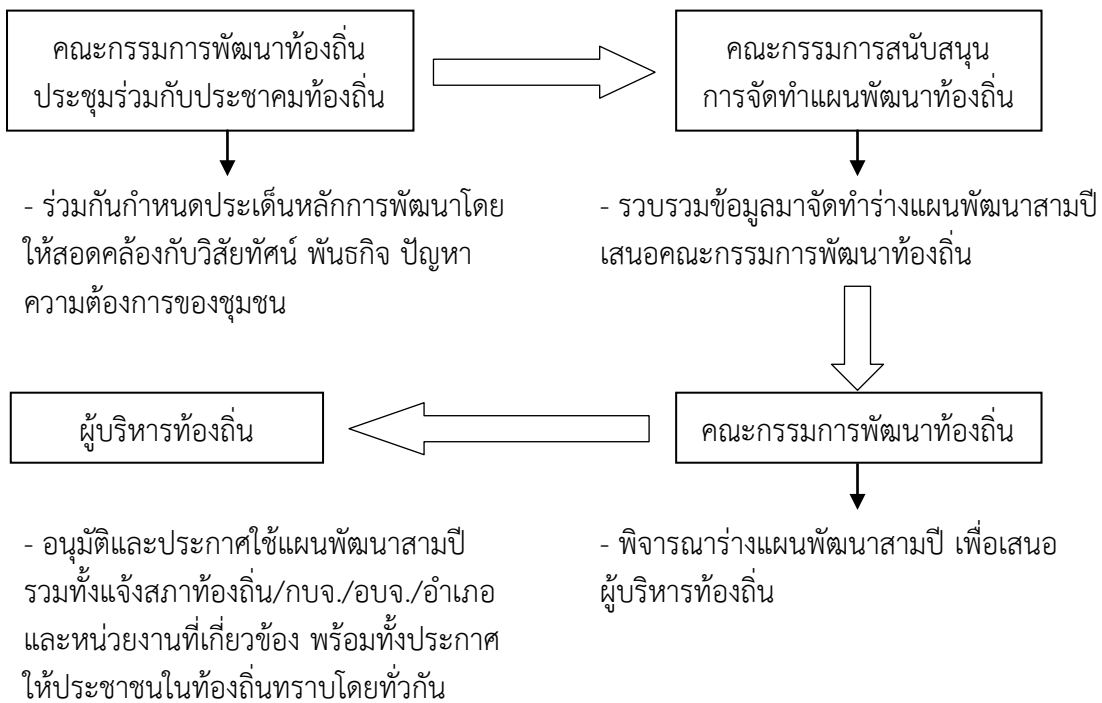 คณะกรรมการพัฒนาท้องถิ่น
ประชุมร่วมกับประชาคมท้องถิ่น
คณะกรรมการสนับสนุน
การจัดทำแผนพัฒนาท้องถิ่น
- ร่วมกันกำหนดประเด็นหลักการพัฒนาโดย
ให้สอดคล้องกับวิสัยทัศน์ พันธกิจ ปัญหา
ความต้องการของชุมชน
- รวบรวมข้อมูลมาจัดทำร่างแผนพัฒนาสามปี
เสนอคณะกรรมการพัฒนาท้องถิ่น
คณะกรรมการพัฒนาท้องถิ่น
- พิจารณาร่างแผนพัฒนาสามปี เพื่อเสนอ
ผู้บริหารท้องถิ่น
ผู้บริหารท้องถิ่น
- อนุมัติและประกาศใช้แผนพัฒนาสามปี
รวมทั้งแจ้งสภาท้องถิ่น/กบจ./อบจ./อำเภอ
และหน่วยงานที่เกี่ยวข้อง พร้อมทั้งประกาศ
ให้ประชาชนในท้องถิ่นทราบโดยทั่วกัน